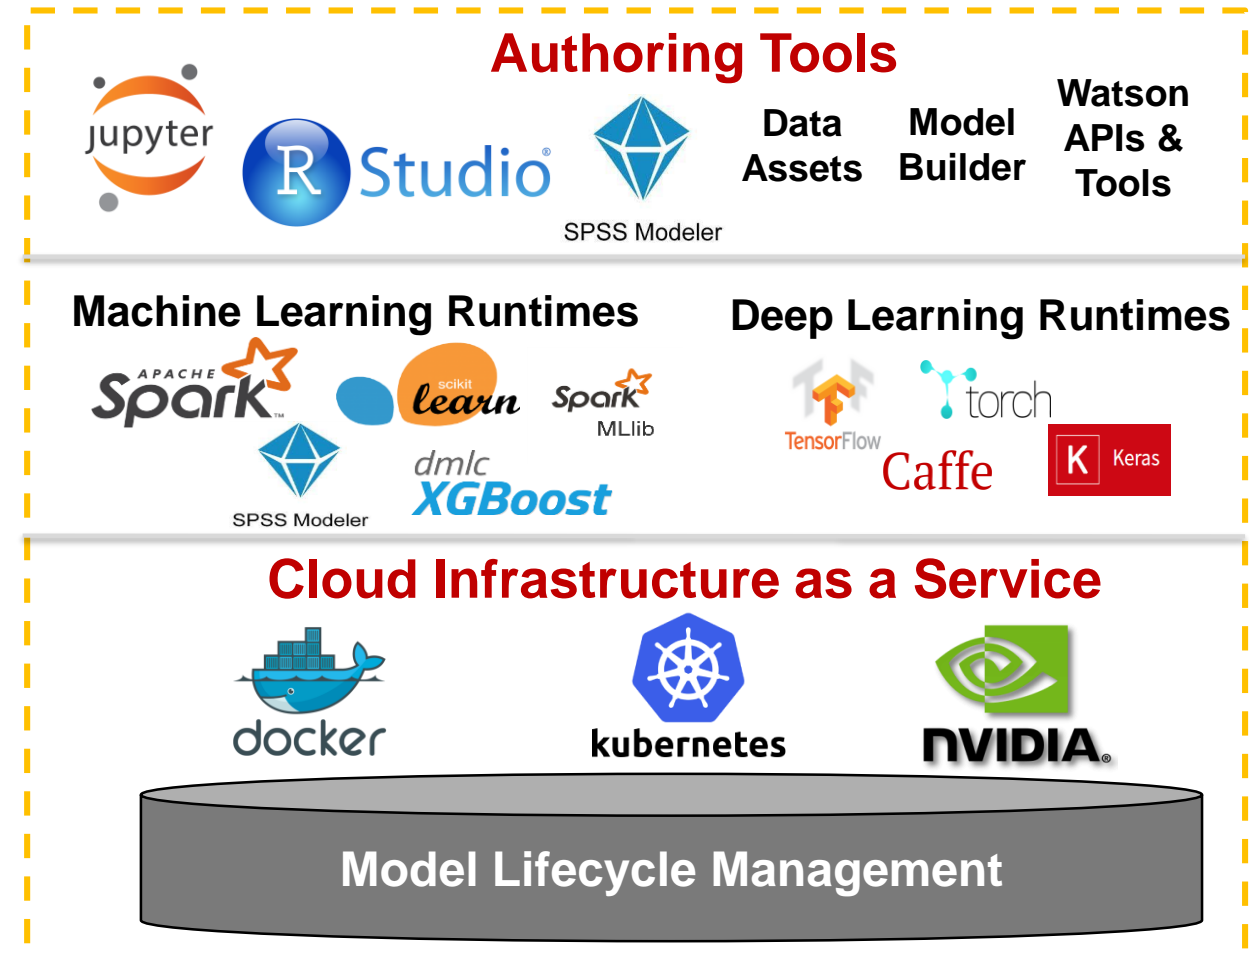 Authoring Tools
jupyter
R Studio®
SPSS Modeler
Data
Assets
Model
Builder
Watson
APIs &
Tools
Machine Learning Runtimes
APACHE
Spark™
scikit
learn
Spark
MLlib
SPSS Modeler
dmlc
XGBoost
Deep Learning Runtimes
TensorFlow
torch
Caffe
K Keras
Cloud Infrastructure as a Service
docker
kubernetes
NVIDIA®
Model Lifecycle Management